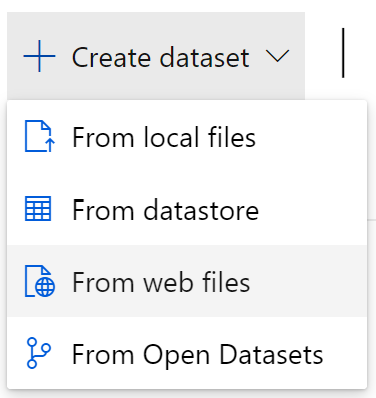 Create dataset
From local files
From datastore
From web files
From Open Datasets